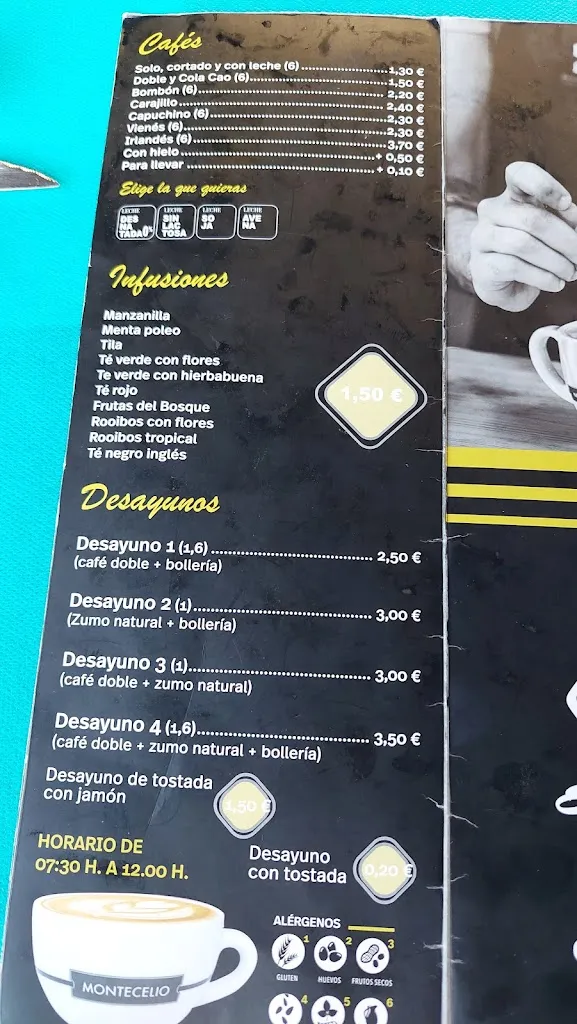 Cafés
Solo, cortado y con leche (6) 1,30 €
Doble y Cola Cao (6) 1,50 €
Bombón (6) 2,20 €
Carajillo 2,40 €
Capuchino (6) 2,30 €
Vienés (6) 2,30 €
Irlandés (6) 3,70 €
Con hielo + 0,50 €
Para llevar + 0,10 €
Elige la que quieras
LECHE DES NA TADA 0%
LECHE SIN LAC TOSA
LECHE SO JA
LECHE AVE NA
Infusiones
Manzanilla
Menta poleo
Tila
Té verde con flores
Te verde con hierbabuena
Té rojo
Frutas del Bosque
Rooibos con flores
Rooibos tropical
Té negro inglés
1,50 €
Desayunos
Desayuno 1 (1,6) 2,50 €
(café doble + bollería)
Desayuno 2 (1) 3,00 €
(Zumo natural + bollería)
Desayuno 3 (1) 3,00 €
(café doble + zumo natural)
Desayuno 4 (1,6) 3,50 €
(café doble + zumo natural + bollería)
Desayuno de tostada
con jamón
1,50 €
HORARIO DE
07:30 H. A 12.00 H.
Desayuno
con tostada
0,20 €
ALÉRGENOS
1 2 3
GLUTEN HUEVOS FRUTOS SECOS
4 5 6
MONTECELIO